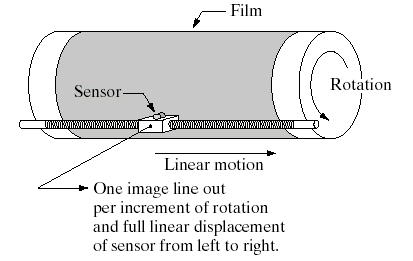 Film
Sensor
Rotation
Linear motion
One image line out
per increment of rotation
and full linear displacement
of sensor from left to right.